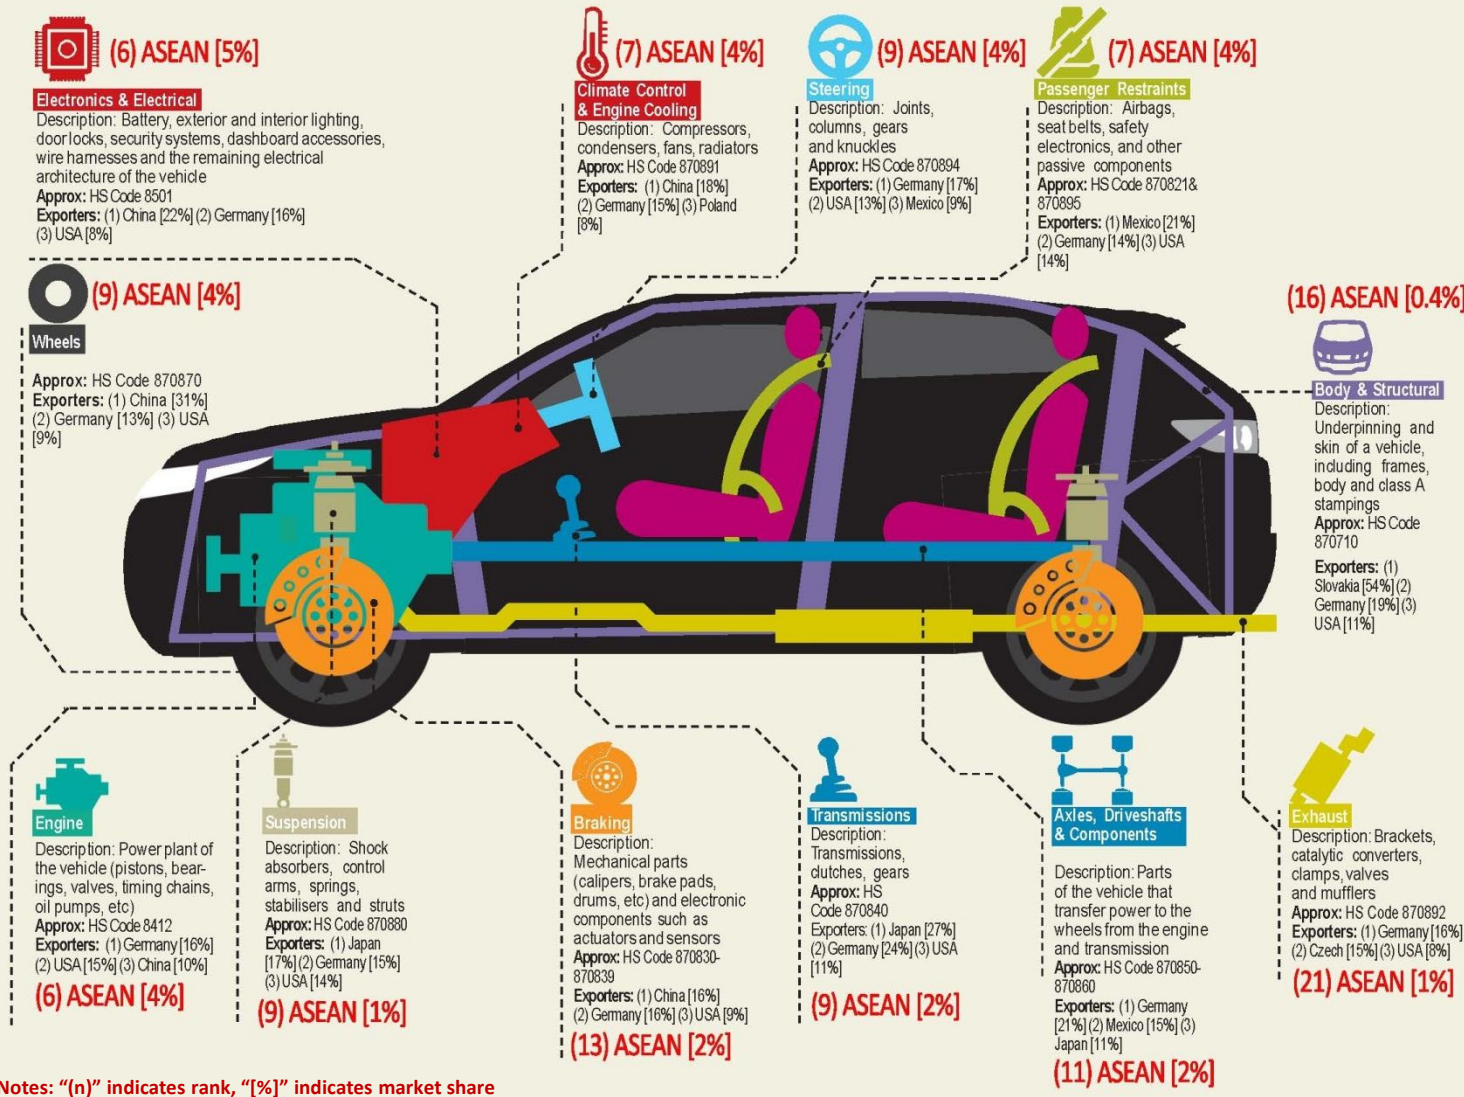 (6) ASEAN [5%]
Electronics & Electrical
Description: Battery, exterior and interior lighting,
door locks, security systems, dashboard accessories,
wire harnesses and the remaining electrical
architecture of the vehicle
Approx: HS Code 8501
Exporters: (1) China [22%] (2) Germany [16%]
(3) USA [8%]
(7) ASEAN [4%]
Climate Control
& Engine Cooling
Description: Compressors,
condensers, fans, radiators
Approx: HS Code 870891
Exporters: (1) China [18%]
(2) Germany [15%] (3) Poland
[8%]
(9) ASEAN [4%]
Steering
Description: Joints,
columns, gears
and knuckles
Approx: HS Code 870894
Exporters: (1) Germany [17%]
(2) USA [13%] (3) Mexico [9%]
(7) ASEAN [4%]
Passenger Restraints
Description: Airbags,
seat belts, safety
electronics, and other
passive components
Approx: HS Code 870821&
870895
Exporters: (1) Mexico [21%]
(2) Germany [14%] (3) USA
[14%]
(9) ASEAN [4%]
Wheels
Approx: HS Code 870870
Exporters: (1) China [31%]
(2) Germany [13%] (3) USA
[9%]
(16) ASEAN [0.4%]
Body & Structural
Description:
Underpinning and
skin of a vehicle,
including frames,
body and class A
stampings
Approx: HS Code
870710
Exporters: (1)
Slovakia [54%] (2)
Germany [19%] (3)
USA [11%]
Engine
Description: Power plant of
the vehicle (pistons, bear-
ings, valves, timing chains,
oil pumps, etc)
Approx: HS Code 8412
Exporters: (1) Germany [16%]
(2) USA [15%] (3) China [10%]
(6) ASEAN [4%]
Suspension
Description: Shock
absorbers, control
arms, springs,
stabilisers and struts
Approx: HS Code 870880
Exporters: (1) Japan
[17%] (2) Germany [15%]
(3) USA [14%]
(9) ASEAN [1%]
Braking
Description:
Mechanical parts
(calipers, brake pads,
drums, etc) and electronic
components such as
actuators and sensors
Approx: HS Code 870830-
870839
Exporters: (1) China [16%]
(2) Germany [16%] (3) USA [9%]
(13) ASEAN [2%]
Transmissions
Description:
Transmissions,
clutches, gears
Approx: HS
Code 870840
Exporters: (1) Japan [27%]
(2) Germany [24%] (3) USA
[11%]
(9) ASEAN [2%]
Axles, Driveshafts
& Components
Description: Parts
of the vehicle that
transfer power to the
wheels from the engine
and transmission
Approx: HS Code 870850-
870860
Exporters: (1) Germany
[21%] (2) Mexico [15%] (3)
Japan [11%]
(11) ASEAN [2%]
Exhaust
Description: Brackets,
catalytic converters,
clamps, valves
and mufflers
Approx: HS Code 870892
Exporters: (1) Germany [16%]
(2) Czech [15%] (3) USA [8%]
(21) ASEAN [1%]
Notes: “(n)” indicates rank, “[%]” indicates market share